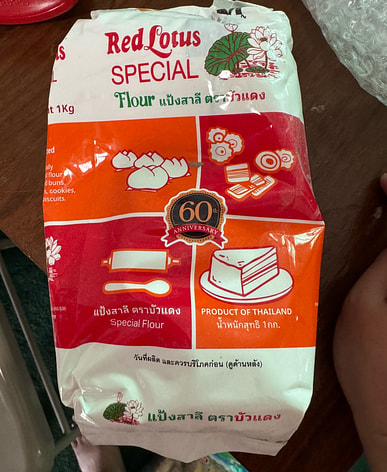 Red Lotus
SPECIAL
Flour แป้งสาลี ตราบัวแดง
1Kg
flour
buns,
cookies,
biscuits.
60th
ANNIVERSARY
แป้งสาลี ตราบัวแดง
Special Flour
PRODUCT OF THAILAND
น้ำหนักสุทธิ 1กก.
วันที่ผลิต และควรบริโภคก่อน (ดูด้านหลัง)
แป้งสาลี ตราบัวแดง